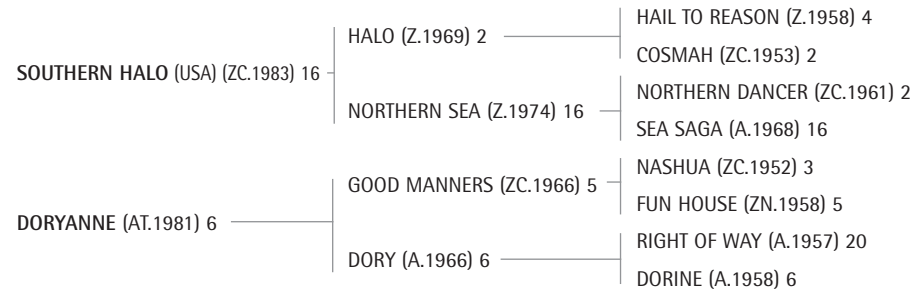 HAIL TO REASON (Z.1958) 4
HALO (Z.1969) 2
COSMAH (ZC.1953) 2
SOUTHERN HALO (USA) (ZC.1983) 16
NORTHERN DANCER (ZC.1961) 2
NORTHERN SEA (Z.1974) 16
SEA SAGA (A.1968) 16
NASHUA (ZC.1952) 3
GOOD MANNERS (ZC.1966) 5
FUN HOUSE (ZN.1958) 5
DORYANNE (AT.1981) 6
RIGHT OF WAY (A.1957) 20
DORY (A.1966) 6
DORINE (A.1958) 6